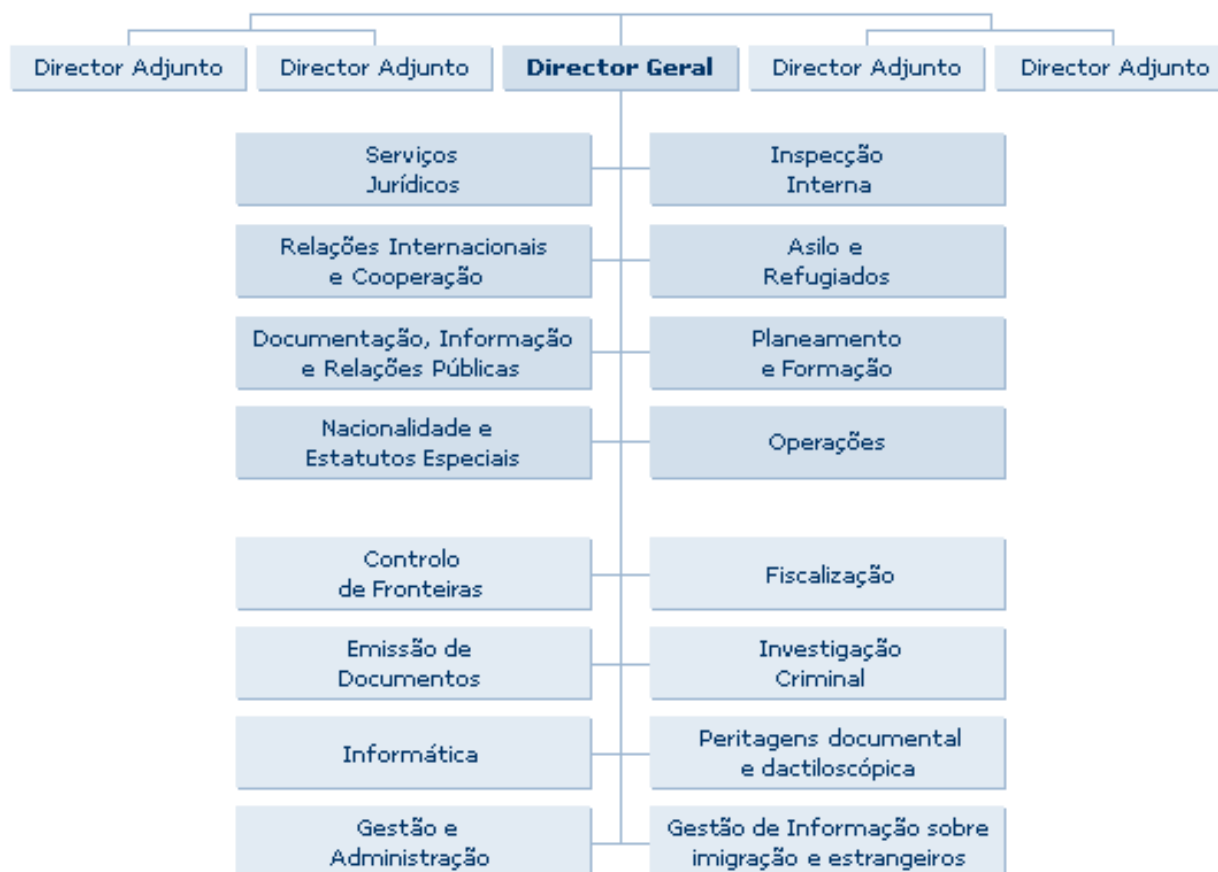 Director Adjunto
Director Adjunto
Director Geral
Director Adjunto
Director Adjunto
Serviços
Jurídicos
Inspecção
Interna
Relações Internacionais
e Cooperação
Asilo e
Refugiados
Documentação, Informação
e Relações Públicas
Planeamento
e Formação
Nacionalidade e
Estatutos Especiais
Operações
Controlo
de Fronteiras
Fiscalização
Emissão de
Documentos
Investigação
Criminal
Informática
Peritagens documental
e dactiloscópica
Gestão e
Administração
Gestão de Informação sobre
imigração e estrangeiros